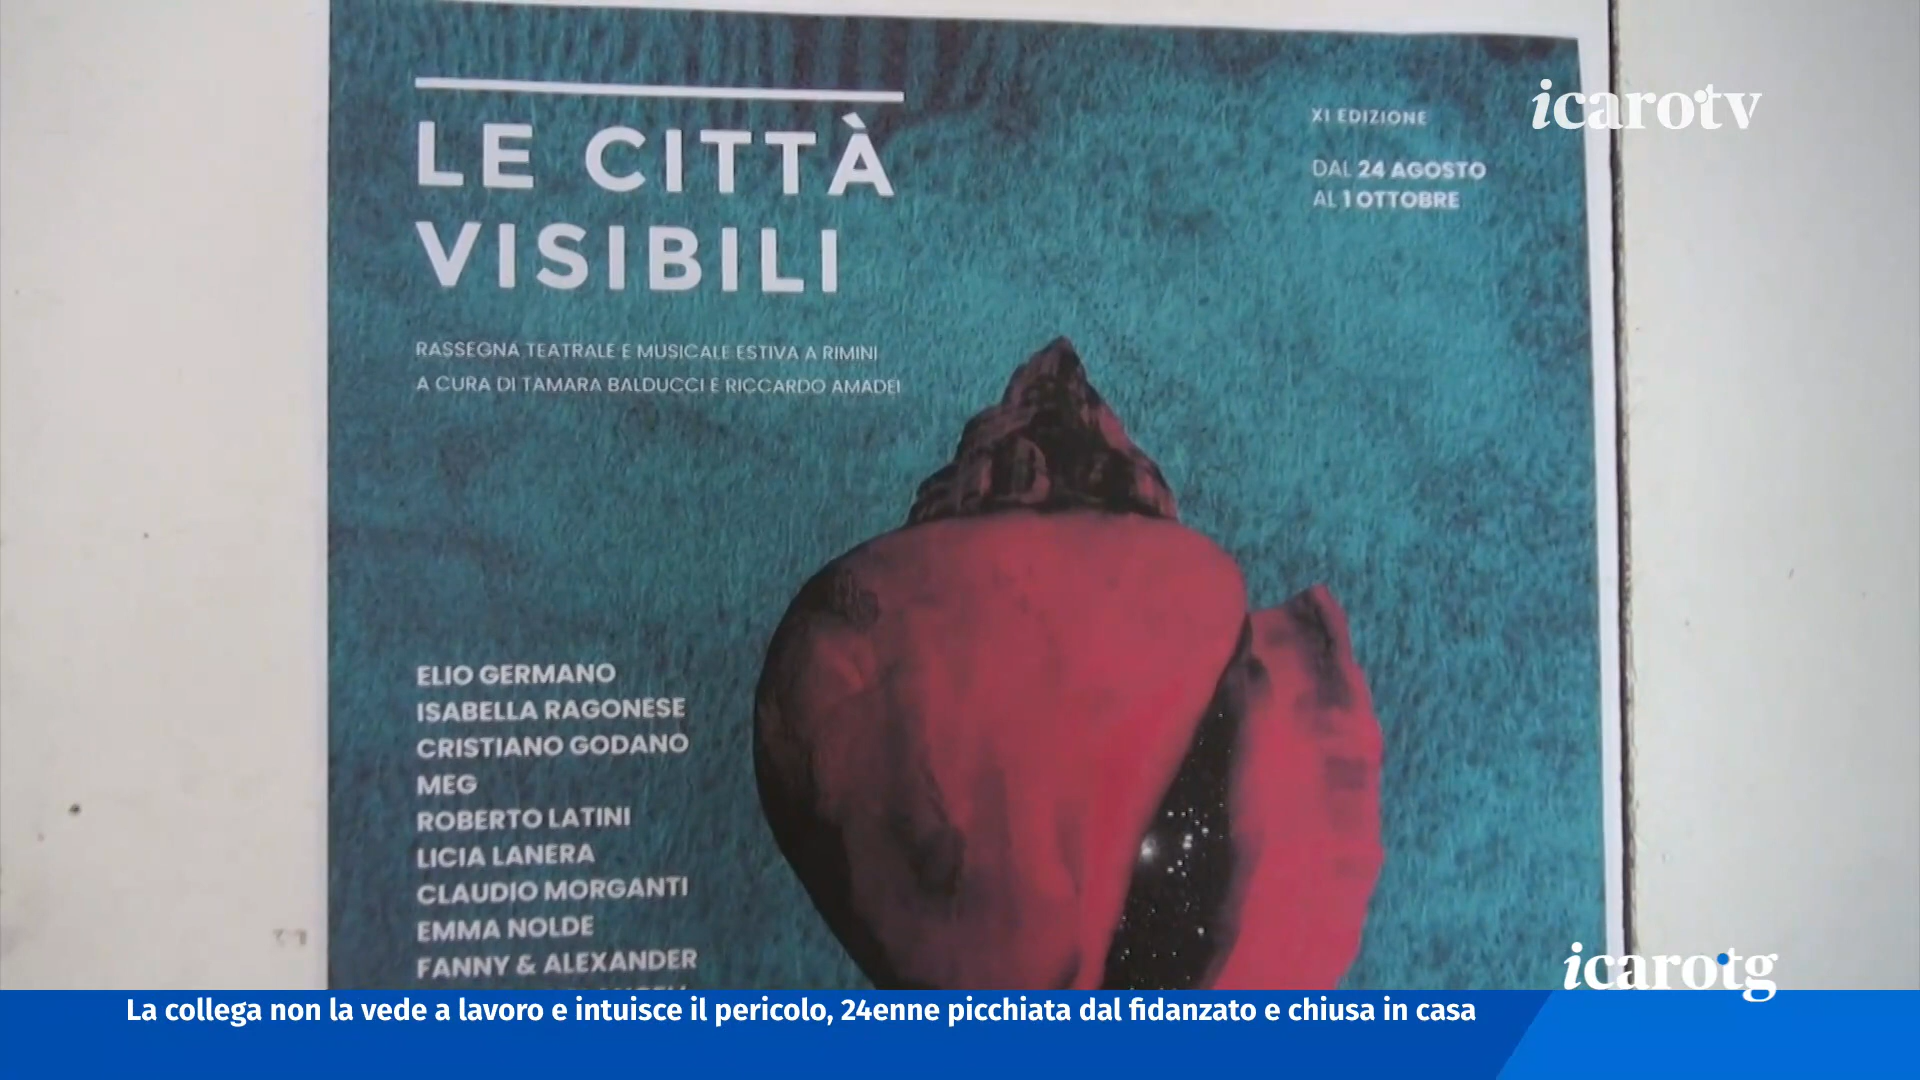 LE CITTÀ
VISIBILI
RASSEGNA TEATRALE E MUSICALE ESTIVA A RIMINI
A CURA DI TAMARA BALDUCCI E RICCARDO AMADEI
XI EDIZIONE
DAL 24 AGOSTO
AL 1 OTTOBRE
icarotv
ELIO GERMANO
ISABELLA RAGONESE
CRISTIANO GODANO
MEG
ROBERTO LATINI
LICIA LANERA
CLAUDIO MORGANTI
EMMA NOLDE
FANNY & ALEXANDER
icarotg
La collega non la vede a lavoro e intuisce il pericolo, 24enne picchiata dal fidanzato e chiusa in casa